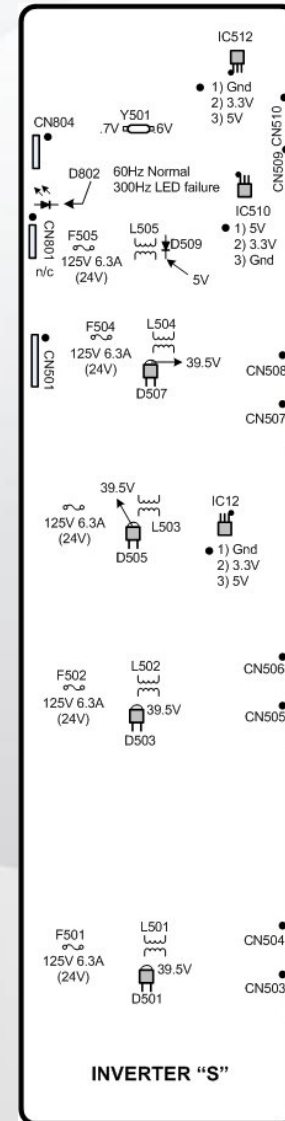 IC512
1) Gnd
2) 3.3V
3) 5V
CN510
CN509
Y501
.7V
.6V
CN804
D802
60Hz Normal
300Hz LED failure
IC510
1) 5V
2) 3.3V
3) Gnd
CN801
n/c
F505
125V 6.3A
(24V)
L505
D509
5V
CN501
F504
125V 6.3A
(24V)
L504
39.5V
D507
CN508
CN507
39.5V
125V 6.3A
(24V)
L503
D505
IC12
1) Gnd
2) 3.3V
3) 5V
F502
125V 6.3A
(24V)
L502
39.5V
D503
CN506
CN505
F501
125V 6.3A
(24V)
L501
39.5V
D501
CN504
CN503
INVERTER “S”